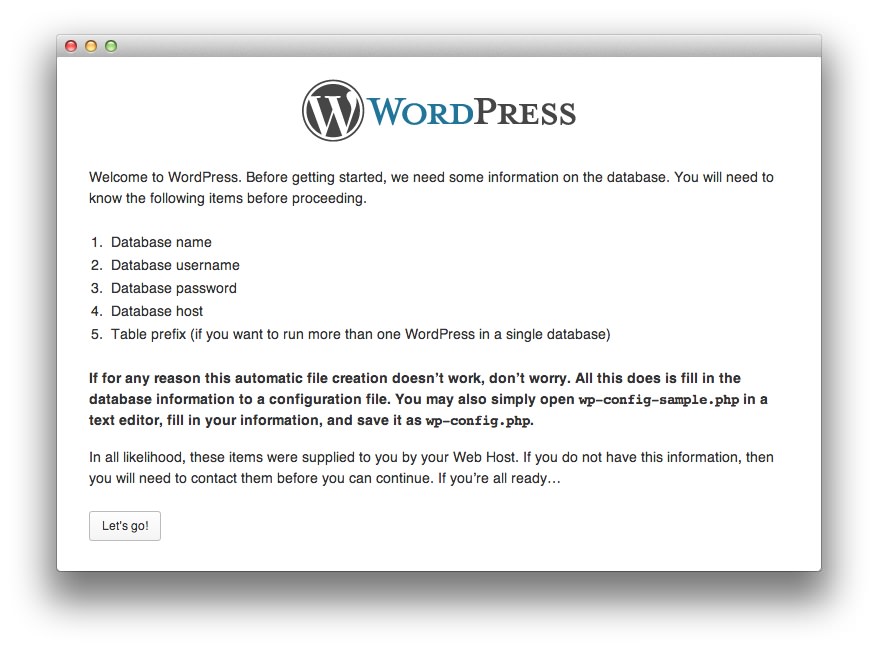 WORDPRESS
Welcome to WordPress. Before getting started, we need some information on the database. You will need to
know the following items before proceeding.
1. Database name
2. Database username
3. Database password
4. Database host
5. Table prefix (if you want to run more than one WordPress in a single database)
If for any reason this automatic file creation doesn’t work, don’t worry. All this does is fill in the
database information to a configuration file. You may also simply open wp-config-sample.php in a
text editor, fill in your information, and save it as wp-config.php.
In all likelihood, these items were supplied to you by your Web Host. If you do not have this information, then
you will need to contact them before you can continue. If you’re all ready…
Let's go!